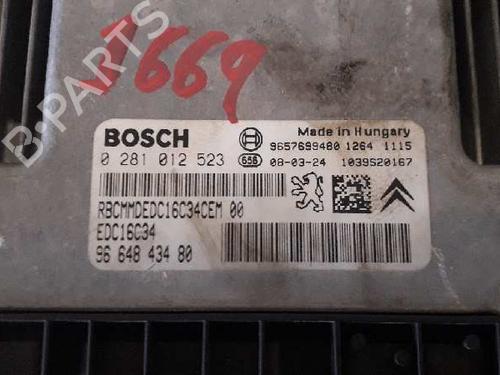 J669
B-PARTS
BOSCH
Made in Hungary
9657699480 1264 1115
0 281 012 523
656
08-03-24
1039S20167
RBCMMDEDC16C34CEM 00
EDC16C34
96 648 434 80